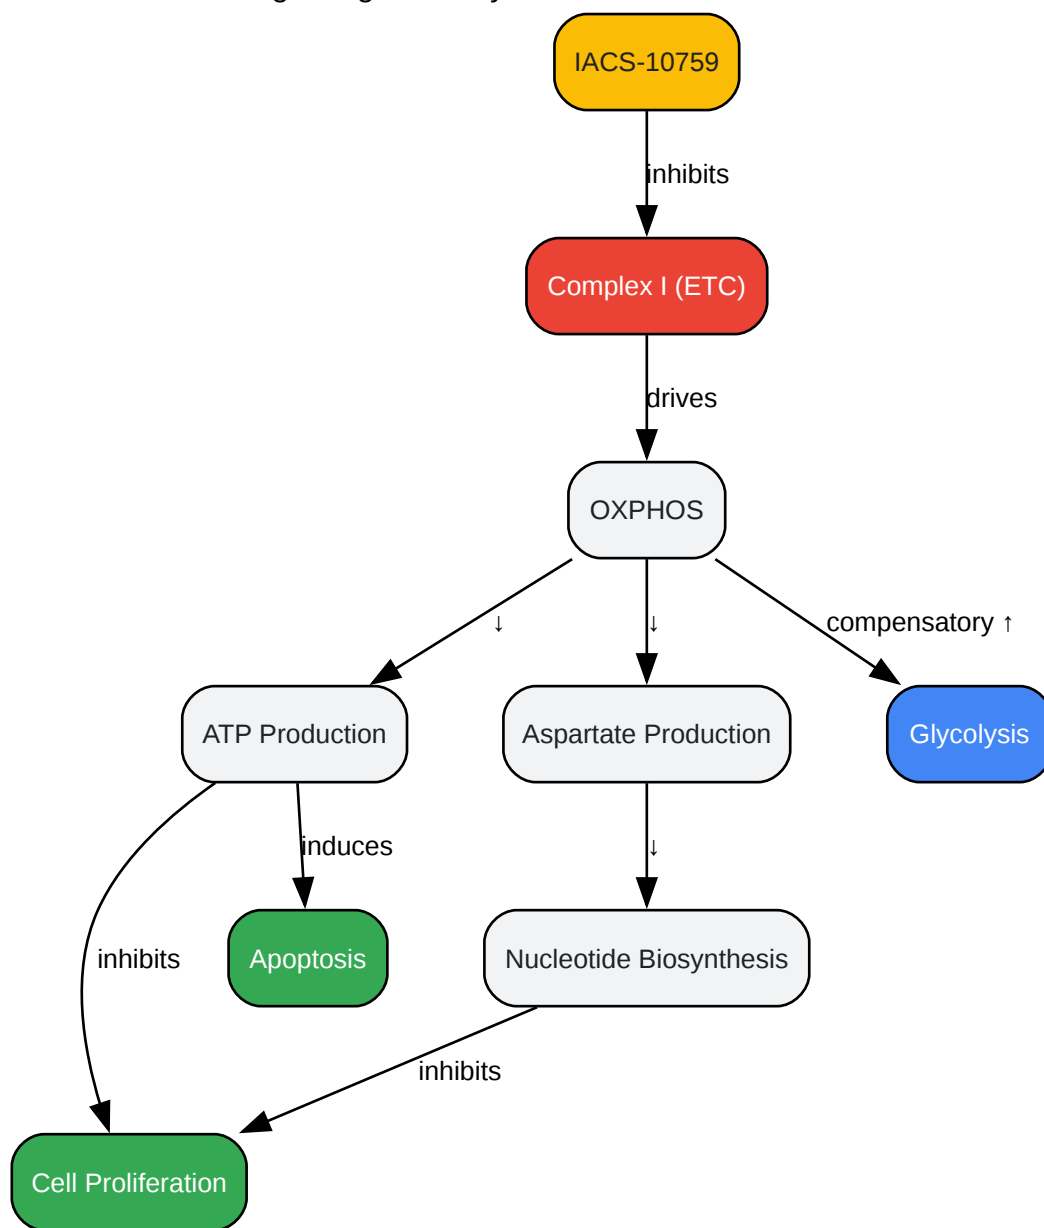 IACS-10759
inhibits
Complex I (ETC)
drives
OXPHOS
↓
↓
compensatory ↑
ATP Production
Aspartate Production
Glycolysis
induces
↓
inhibits
Apoptosis
Nucleotide Biosynthesis
inhibits
Cell Proliferation